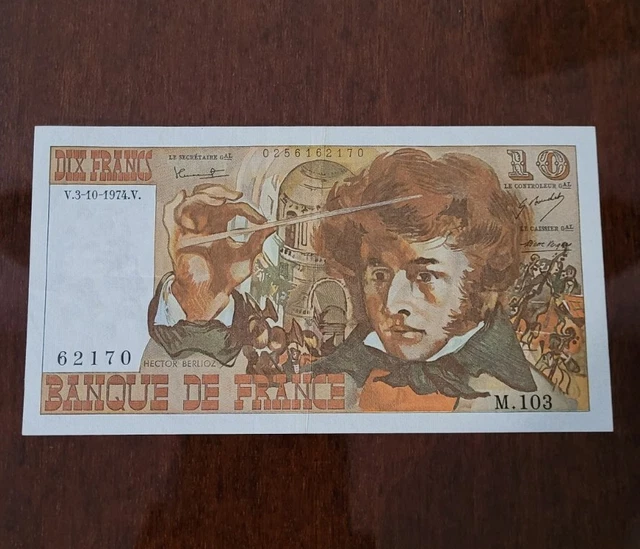 DIX FRANCS
LE SECRÉTAIRE GAL
0256162170
10
V.3-10-1974.V.
LE CONTROLEUR GAL
LE CAISSIER GAL
62170
HECTOR BERLIOZ
BANQUE DE FRANCE
M.103